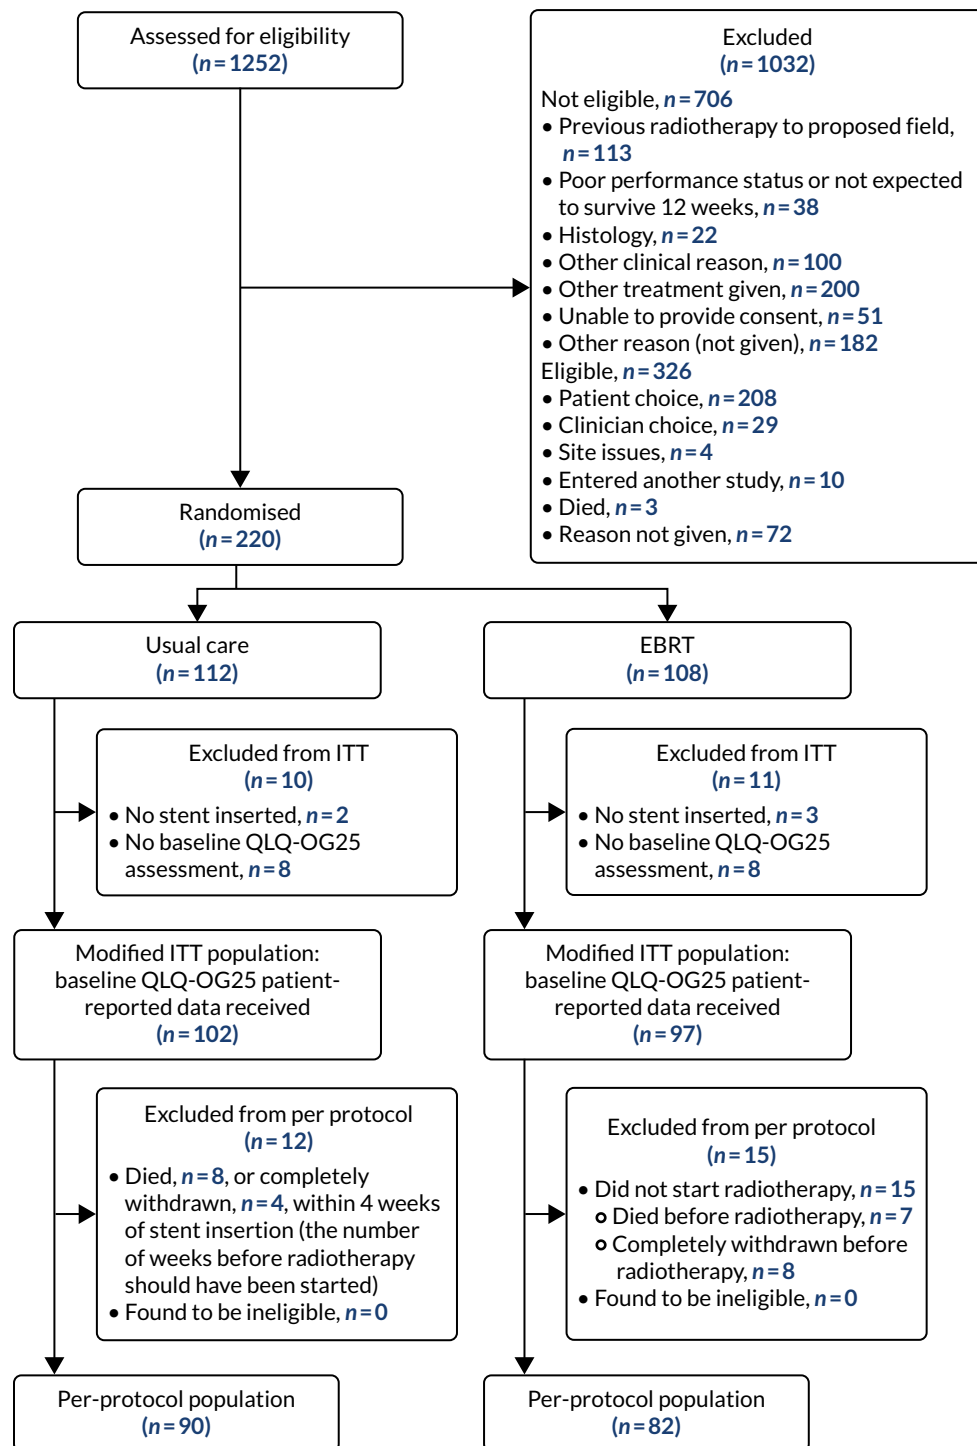 Assessed for eligibility
(n = 1252)
Excluded
(n = 1032)
Not eligible, n = 706
• Previous radiotherapy to proposed field,
n = 113
• Poor performance status or not expected
to survive 12 weeks, n = 38
• Histology, n = 22
• Other clinical reason, n = 100
• Other treatment given, n = 200
• Unable to provide consent, n = 51
• Other reason (not given), n = 182
Eligible, n = 326
• Patient choice, n = 208
• Clinician choice, n = 29
• Site issues, n = 4
• Entered another study, n = 10
• Died, n = 3
• Reason not given, n = 72
Randomised
(n = 220)
Usual care
(n = 112)
EBRT
(n = 108)
Excluded from ITT
(n = 10)
• No stent inserted, n = 2
• No baseline QLQ-OG25
assessment, n = 8
Excluded from ITT
(n = 11)
• No stent inserted, n = 3
• No baseline QLQ-OG25
assessment, n = 8
Modified ITT population:
baseline QLQ-OG25 patient-
reported data received
(n = 102)
Modified ITT population:
baseline QLQ-OG25 patient-
reported data received
(n = 97)
Excluded from per protocol
(n = 12)
• Died, n = 8, or completely
withdrawn, n = 4, within 4 weeks
of stent insertion (the number
of weeks before radiotherapy
should have been started)
• Found to be ineligible, n = 0
Excluded from per protocol
(n = 15)
• Did not start radiotherapy, n = 15
o Died before radiotherapy, n = 7
o Completely withdrawn before
radiotherapy, n = 8
• Found to be ineligible, n = 0
Per-protocol population
(n = 90)
Per-protocol population
(n = 82)